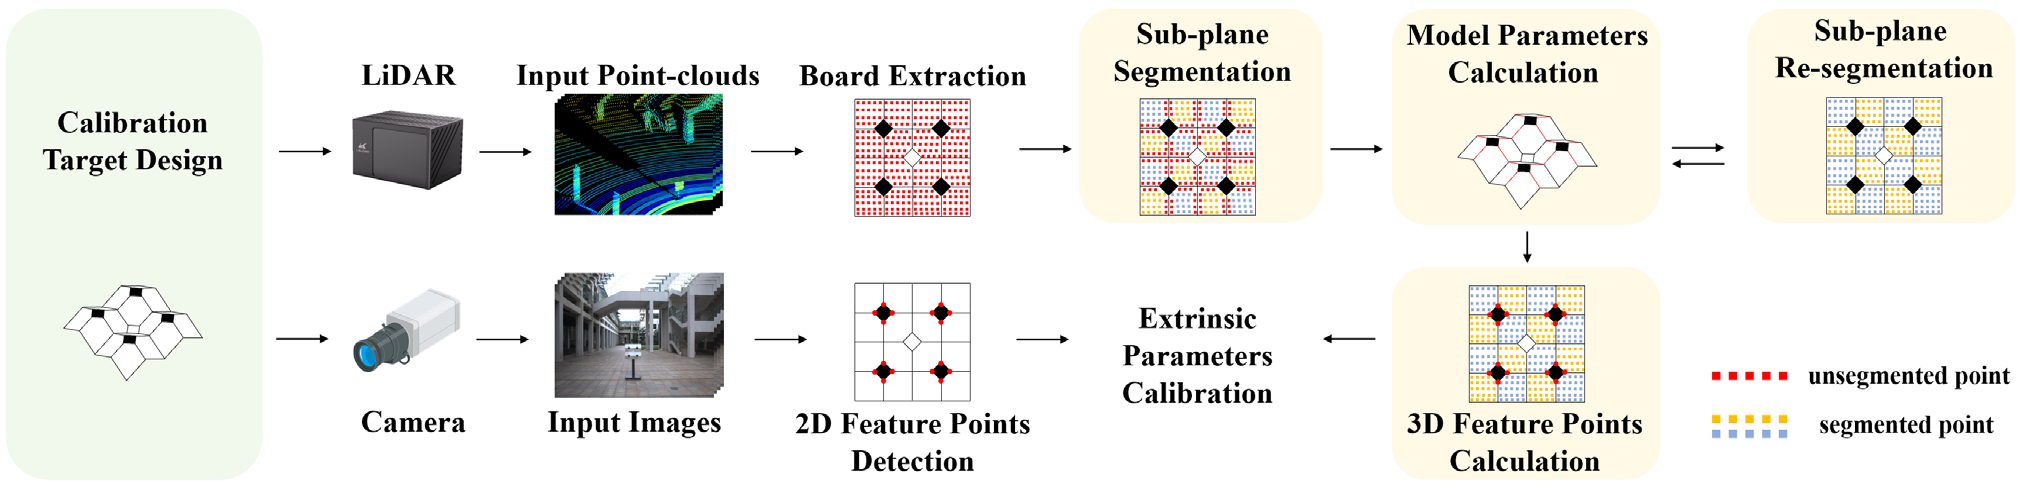 Calibration
Target Design
LiDAR
Input Point-clouds
Board Extraction
Sub-plane
Segmentation
Model Parameters
Calculation
Sub-plane
Re-segmentation
Camera
Input Images
2D Feature Points
Detection
Extrinsic
Parameters
Calibration
3D Feature Points
Calculation
unsegmented point
segmented point